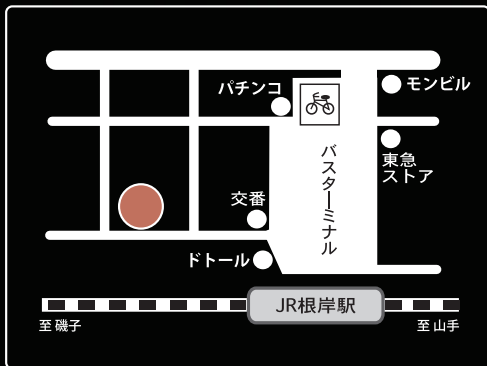 パチンコ
モンビル
バスターミナル
東急
ストア
交番
ドトール
JR根岸駅
至 磯子
至 山手